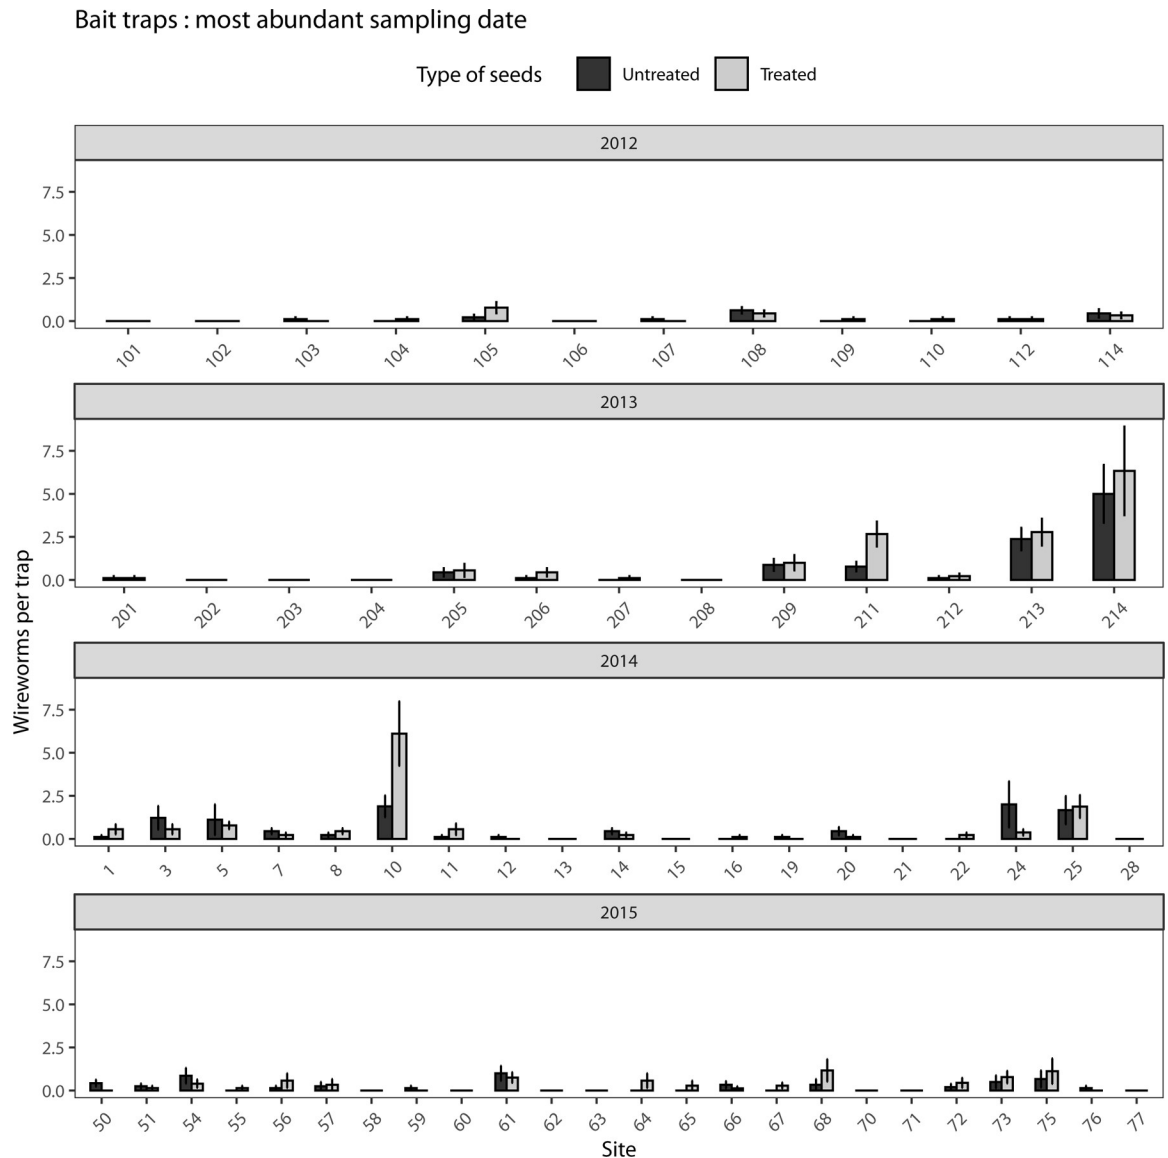 Bait traps : most abundant sampling date
Type of seeds Untreated Treated
2012
7.5
5.0
2.5
0.0
101 102 103 104 105 106 107 108 109 110 112 114
2013
7.5
5.0
2.5
0.0
201 202 203 204 205 206 207 208 209 211 212 213 214
Wireworms per trap
2014
7.5
5.0
2.5
0.0
1 3 5 7 8 10 11 12 13 14 15 16 19 20 21 22 24 25 28
2015
7.5
5.0
2.5
0.0
50 51 54 55 56 57 58 59 60 61 62 63 64 65 66 67 68 70 71 72 73 75 76 77
Site